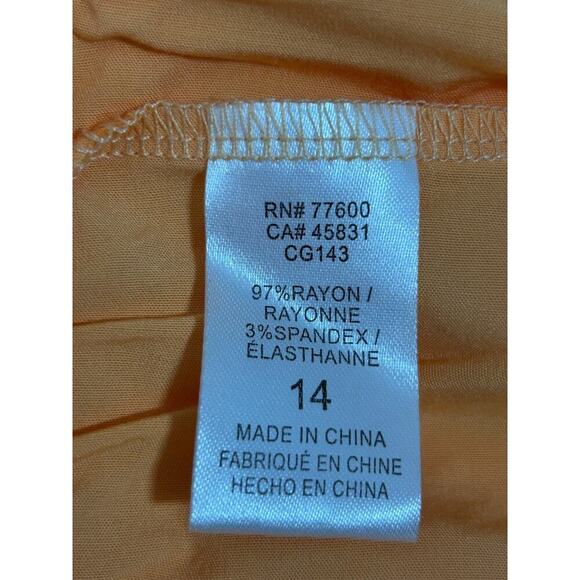 RN# 77600
CA# 45831
CG143
97%RAYON /
RAYONNE
3%SPANDEX /
ÉLASTHANNE
14
MADE IN CHINA
FABRIQUÉ EN CHINE
HECHO EN CHINA